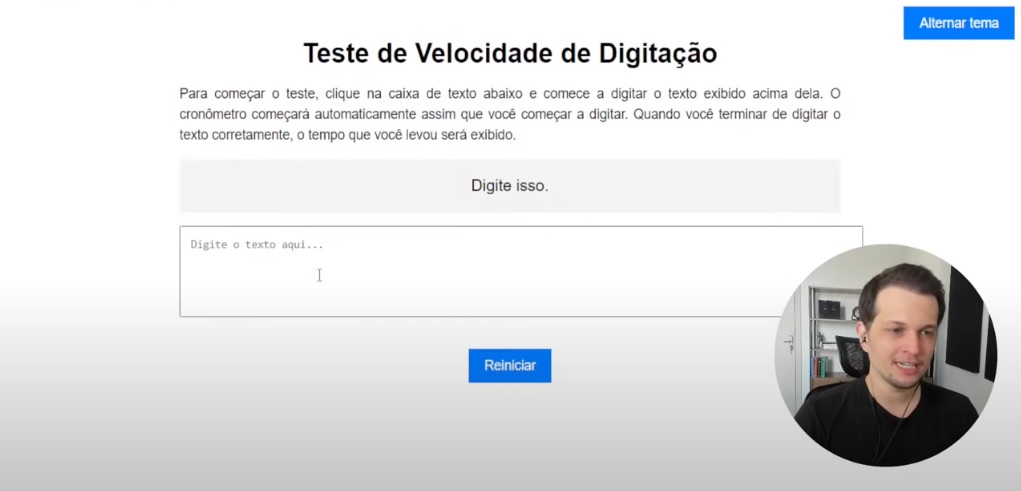 Alternar tema
Teste de Velocidade de Digitação
Para começar o teste, clique na caixa de texto abaixo e comece a digitar o texto exibido acima dela. O
cronômetro começará automaticamente assim que você começar a digitar. Quando você terminar de digitar o
texto corretamente, o tempo que você levou será exibido.
Digite isso.
Digite o texto aqui...
Reiniciar